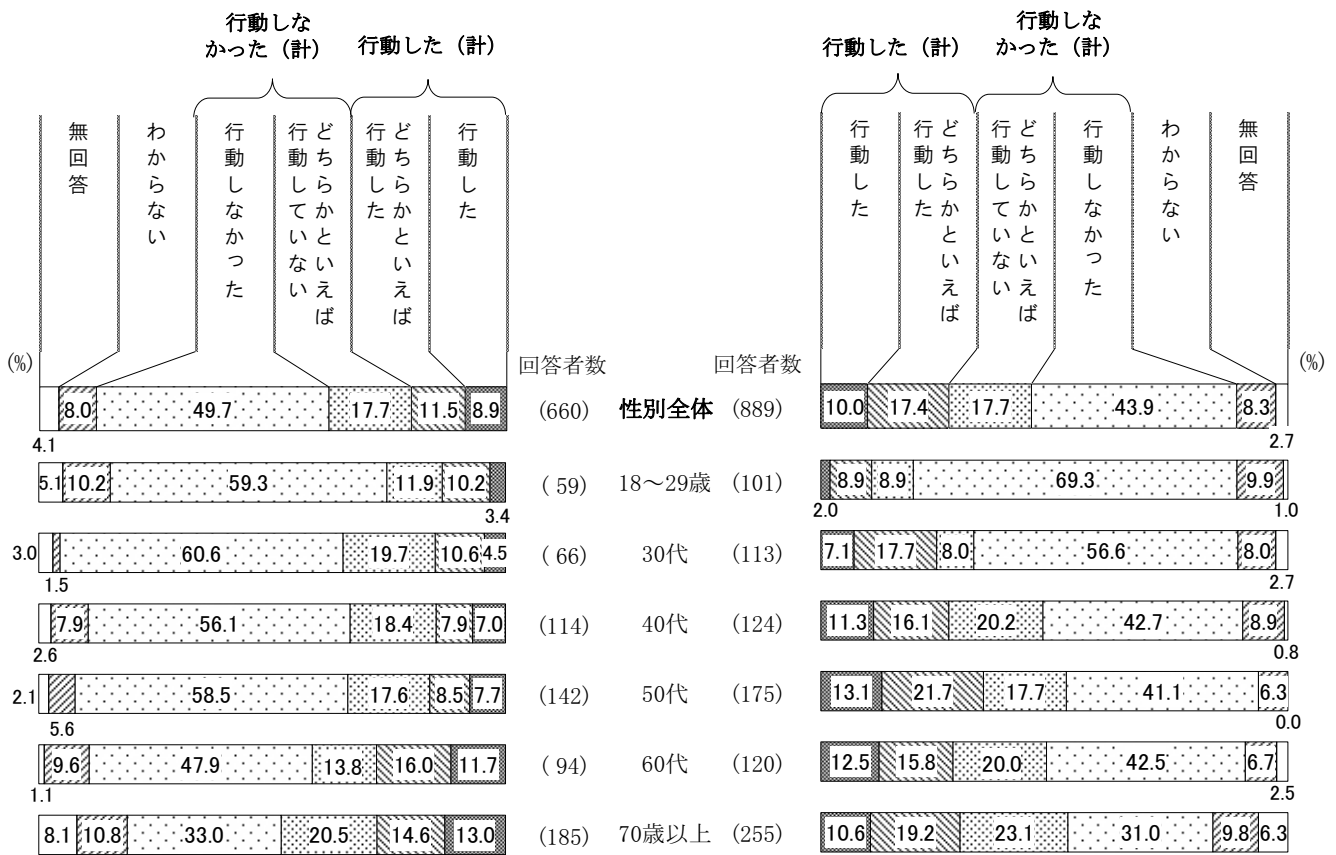 行動しな
かった（計）
行動した（計）
行動した（計）
行動しな
かった（計）
無回答
わからない
行動しなかった
どちらかといえば
行動していない
どちらかといえば
行動した
行動した
行動した
どちらかといえば
行動した
どちらかといえば
行動していない
行動しなかった
わからない
無回答
(%) 回答者数 回答者数 (%)
8.0 49.7 17.7 11.5 8.9 (660) 性別全体 (889) 10.0 17.4 17.7 43.9 8.3
4.1 2.7
5.1 10.2 59.3 11.9 10.2 ( 59) 18～29歳 (101) 8.9 8.9 69.3 9.9
3.4 2.0 1.0
3.0 60.6 19.7 10.6 4.5 ( 66) 30代 (113) 7.1 17.7 8.0 56.6 8.0
1.5 2.7
7.9 56.1 18.4 7.9 7.0 (114) 40代 (124) 11.3 16.1 20.2 42.7 8.9
2.6 0.8
2.1 58.5 17.6 8.5 7.7 (142) 50代 (175) 13.1 21.7 17.7 41.1 6.3
5.6 0.0
9.6 47.9 13.8 16.0 11.7 ( 94) 60代 (120) 12.5 15.8 20.0 42.5 6.7
1.1 2.5
8.1 10.8 33.0 20.5 14.6 13.0 (185) 70歳以上 (255) 10.6 19.2 23.1 31.0 9.8 6.3